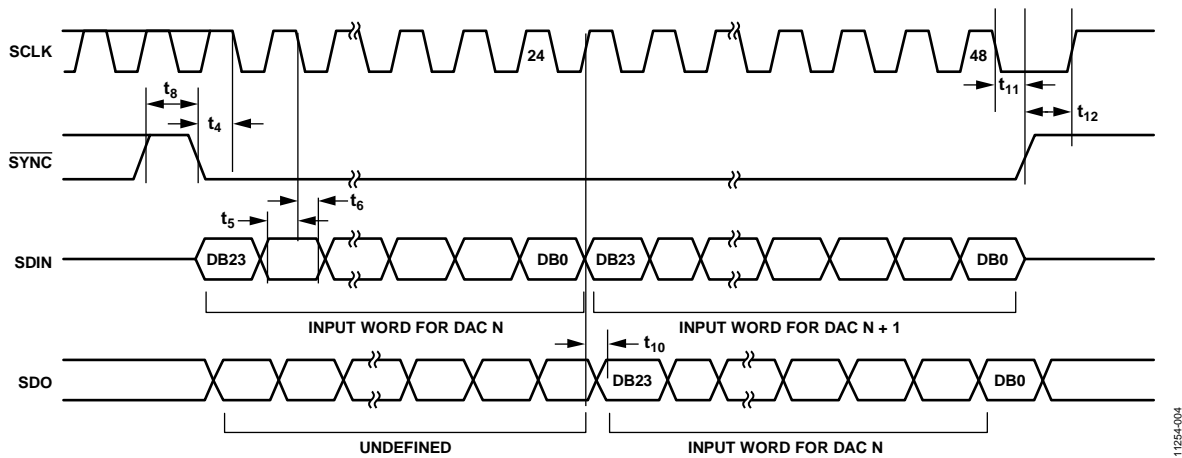 SCLK
24
48
t11
t8
t4
t12
SYNC
t5
t6
SDIN
DB23
DB0
DB23
DB0
INPUT WORD FOR DAC N
INPUT WORD FOR DAC N + 1
t10
SDO
DB23
DB0
UNDEFINED
INPUT WORD FOR DAC N
11254-004